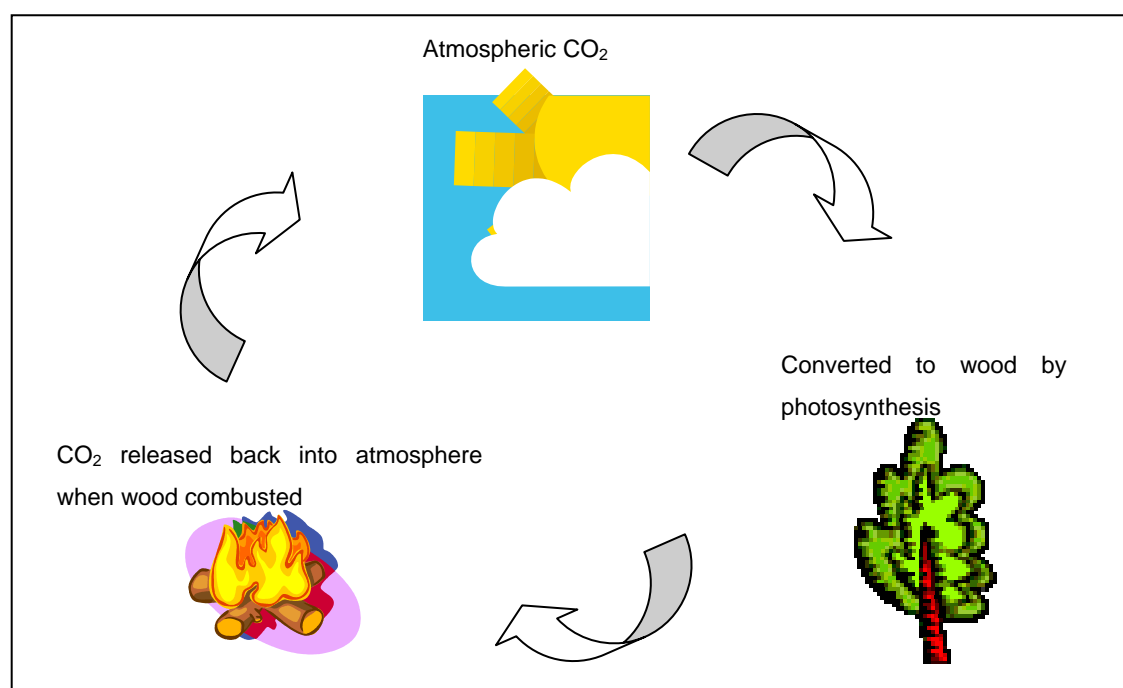 Atmospheric CO₂
Converted to wood by
photosynthesis
CO₂ released back into atmosphere
when wood combusted